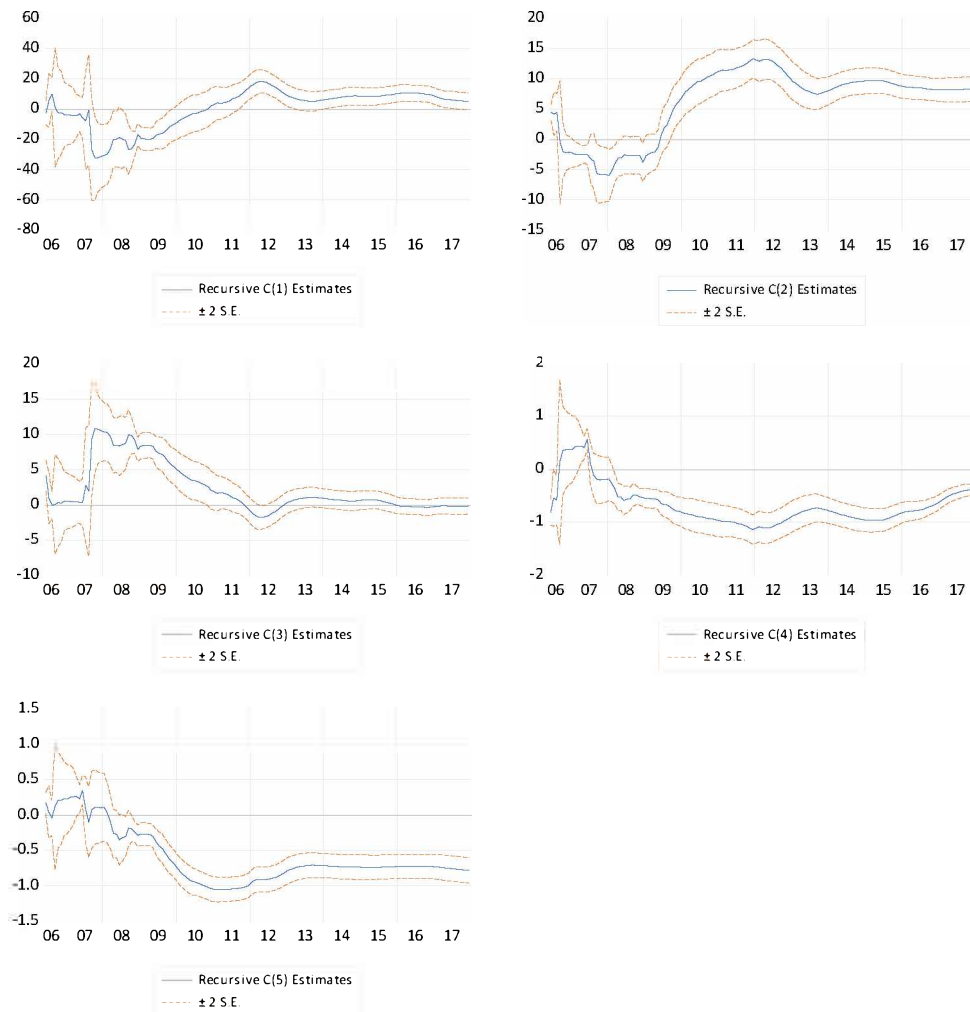 60
40
20
0
-20
-40
-60
-80
06 07 08 09 10 11 12 13 14 15 16 17
Recursive C(1) Estimates
± 2 S.E.
20
15
10
5
0
-5
-10
-15
06 07 08 09 10 11 12 13 14 15 16 17
Recursive C(2) Estimates
± 2 S.E.
20
15
10
5
0
-5
-10
06 07 08 09 10 11 12 13 14 15 16 17
Recursive C(3) Estimates
± 2 S.E.
2
1
0
-1
-2
06 07 08 09 10 11 12 13 14 15 16 17
Recursive C(4) Estimates
± 2 S.E.
1.5
1.0
0.5
0.0
-0.5
-1.0
-1.5
06 07 08 09 10 11 12 13 14 15 16 17
Recursive C(5) Estimates
± 2 S.E.